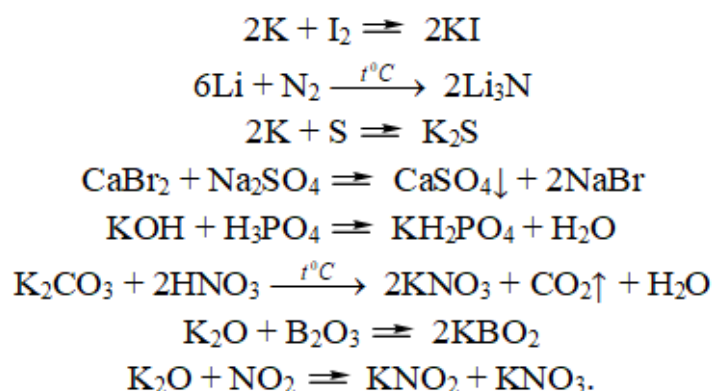 2K + I₂ ⇌ 2KI
6Li + N₂ —t°C→ 2Li₃N
2K + S ⇌ K₂S
CaBr₂ + Na₂SO₄ ⇌ CaSO₄↓ + 2NaBr
KOH + H₃PO₄ ⇌ KH₂PO₄ + H₂O
K₂CO₃ + 2HNO₃ —t°C→ 2KNO₃ + CO₂↑ + H₂O
K₂O + B₂O₃ ⇌ 2KBO₂
K₂O + NO₂ ⇌ KNO₂ + KNO₃.